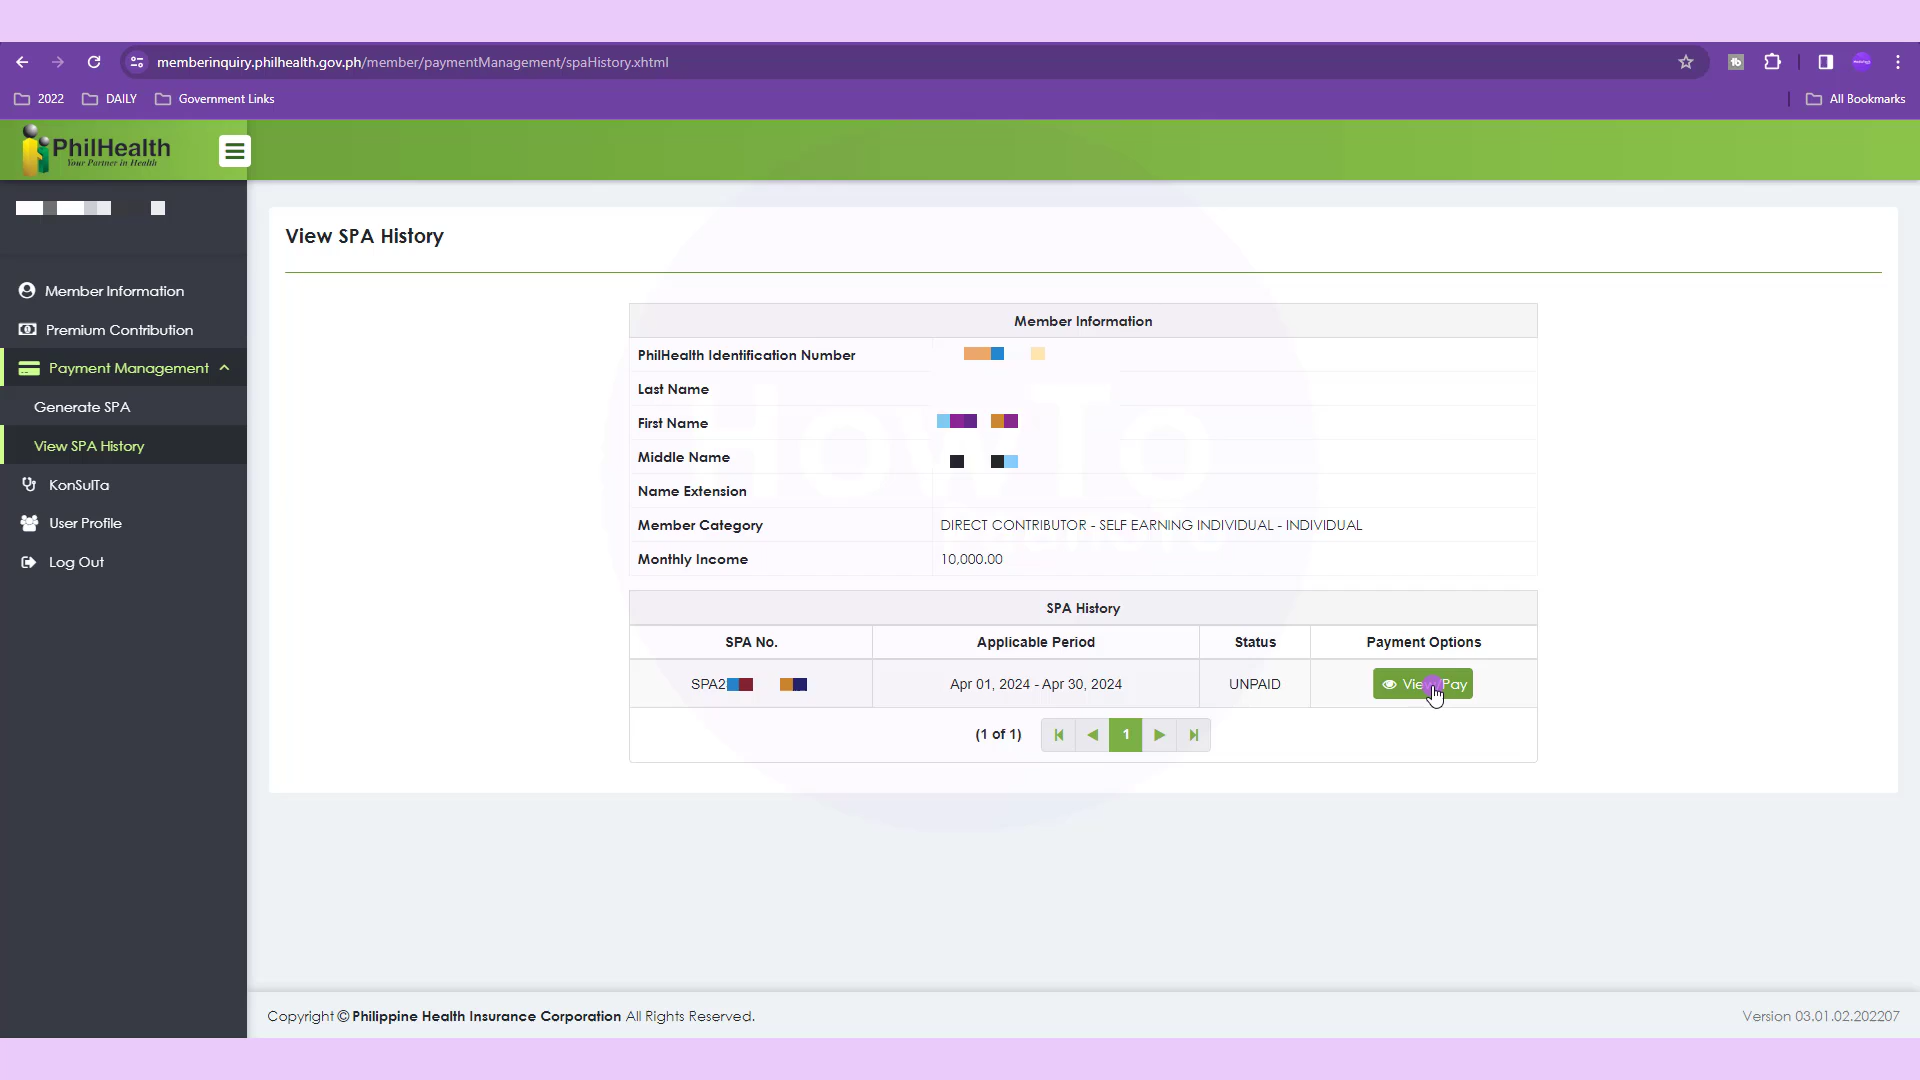 memberinquiry.philhealth.gov.ph/member/paymentManagement/spaHistory.xhtml
2022 DAILY Government Links All Bookmarks
PhilHealth
Your Partner in Health
View SPA History
Member Information
Premium Contribution
Payment Management
Generate SPA
View SPA History
KonSulTa
User Profile
Log Out
Member Information
PhilHealth Identification Number
Last Name
First Name
Middle Name
Name Extension
Member Category DIRECT CONTRIBUTOR - SELF EARNING INDIVIDUAL - INDIVIDUAL
Monthly Income 10,000.00
SPA History
SPA No. Applicable Period Status Payment Options
SPA2 Apr 01, 2024 - Apr 30, 2024 UNPAID View/Pay
(1 of 1) 1
HowTo
Copyright © Philippine Health Insurance Corporation All Rights Reserved.
Version 03.01.02.202207